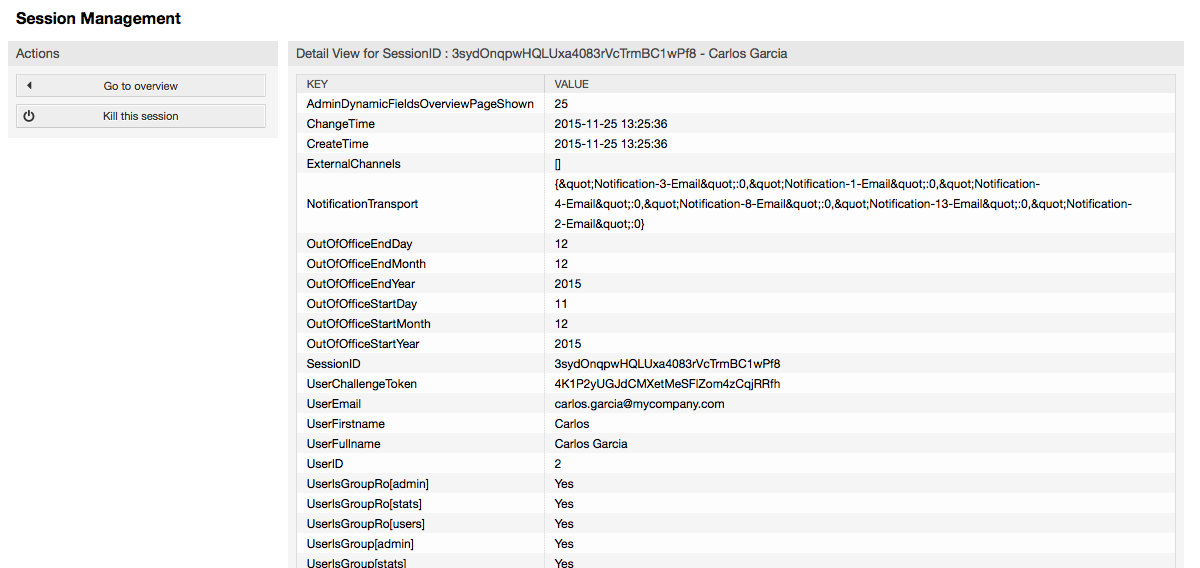 Session Management
Actions
Go to overview
Kill this session
Detail View for SessionID : 3sydOnqpwHQLUxa4083rVcTrmBC1wPf8 - Carlos Garcia
KEY VALUE
AdminDynamicFieldsOverviewPageShown 25
ChangeTime 2015-11-25 13:25:36
CreateTime 2015-11-25 13:25:36
ExternalChannels []
NotificationTransport
{&quot;Notification-3-Email&quot;:0,&quot;Notification-1-Email&quot;:0,&quot;Notification-
4-Email&quot;:0,&quot;Notification-8-Email&quot;:0,&quot;Notification-13-Email&quot;:0,&quot;Notification-
2-Email&quot;:0}
OutOfOfficeEndDay 12
OutOfOfficeEndMonth 12
OutOfOfficeEndYear 2015
OutOfOfficeStartDay 11
OutOfOfficeStartMonth 12
OutOfOfficeStartYear 2015
SessionID 3sydOnqpwHQLUxa4083rVcTrmBC1wPf8
UserChallengeToken 4K1P2yUGJdCMXetMeSFlZom4zCqjRRfh
UserEmail carlos.garcia@mycompany.com
UserFirstname Carlos
UserFullname Carlos Garcia
UserID 2
UserIsGroupRo[admin] Yes
UserIsGroupRo[stats] Yes
UserIsGroupRo[users] Yes
UserIsGroup[admin] Yes
UserIsGroup[stats] Yes